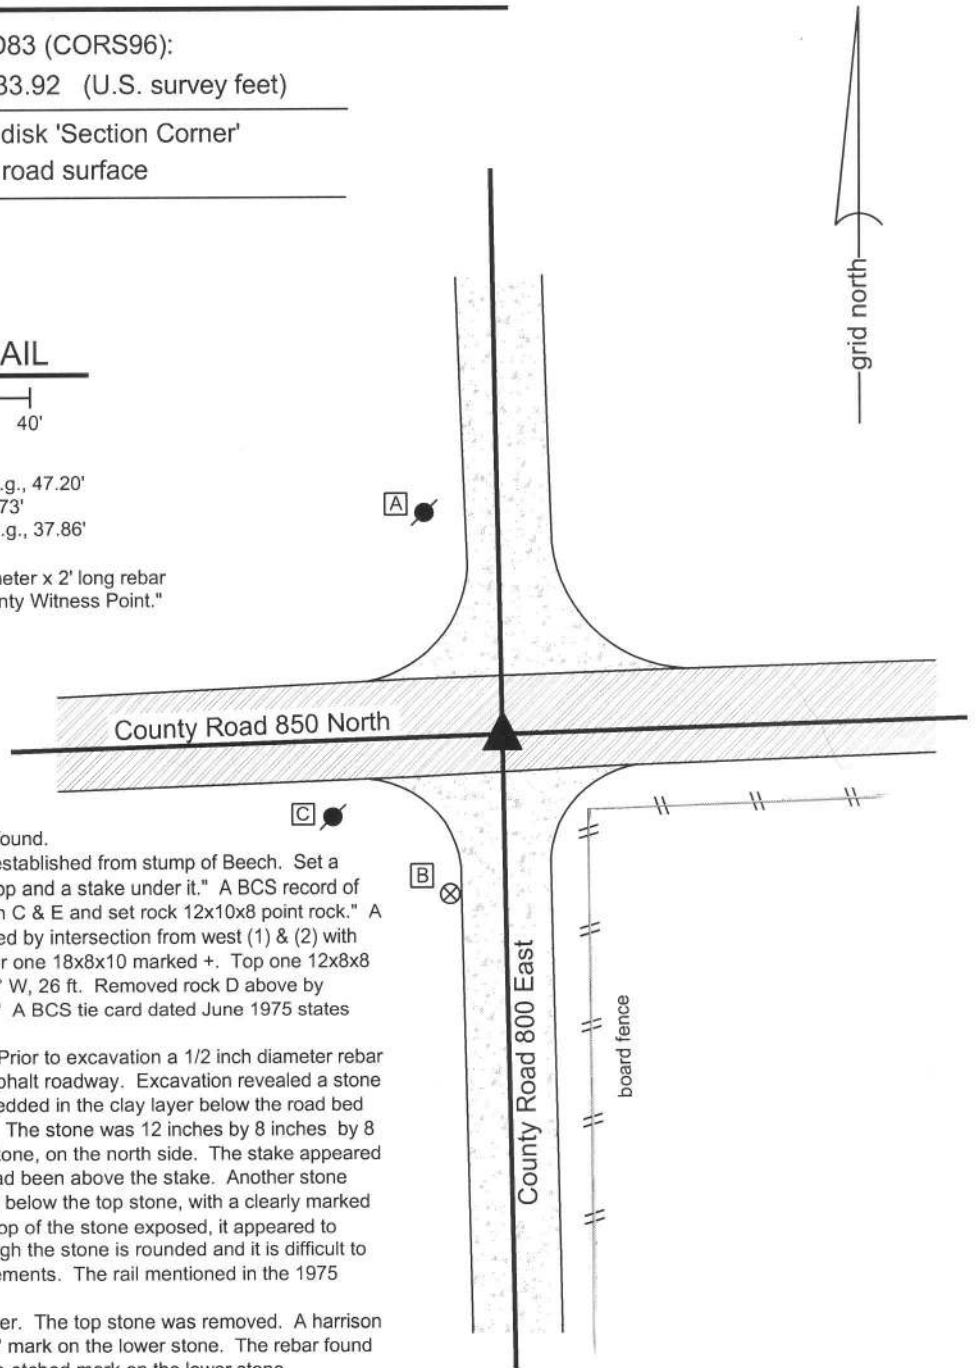 D83 (CORS96):
33.92 (U.S. survey feet)
disk 'Section Corner'
road surface
AIL
40'
.g., 47.20'
73'
.g., 37.86'
eter x 2' long rebar
nty Witness Point."
grid north
A
County Road 850 North
C
B
County Road 800 East
board fence
ound.
established from stump of Beech. Set a
op and a stake under it." A BCS record of
n C & E and set rock 12x10x8 point rock." A
ed by intersection from west (1) & (2) with
r one 18x8x10 marked +. Top one 12x8x8
° W, 26 ft. Removed rock D above by
" A BCS tie card dated June 1975 states
Prior to excavation a 1/2 inch diameter rebar
phalt roadway. Excavation revealed a stone
edded in the clay layer below the road bed
The stone was 12 inches by 8 inches by 8
tone, on the north side. The stake appeared
ad been above the stake. Another stone
below the top stone, with a clearly marked
op of the stone exposed, it appeared to
gh the stone is rounded and it is difficult to
ements. The rail mentioned in the 1975
er. The top stone was removed. A harrison
' mark on the lower stone. The rebar found
etched mark on the lower stone